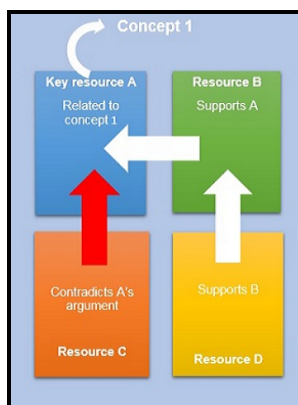 Concept 1
Key resource A
Related to
concept 1
Resource B
Supports A
Contradicts A's
argument
Resource C
Supports B
Resource D